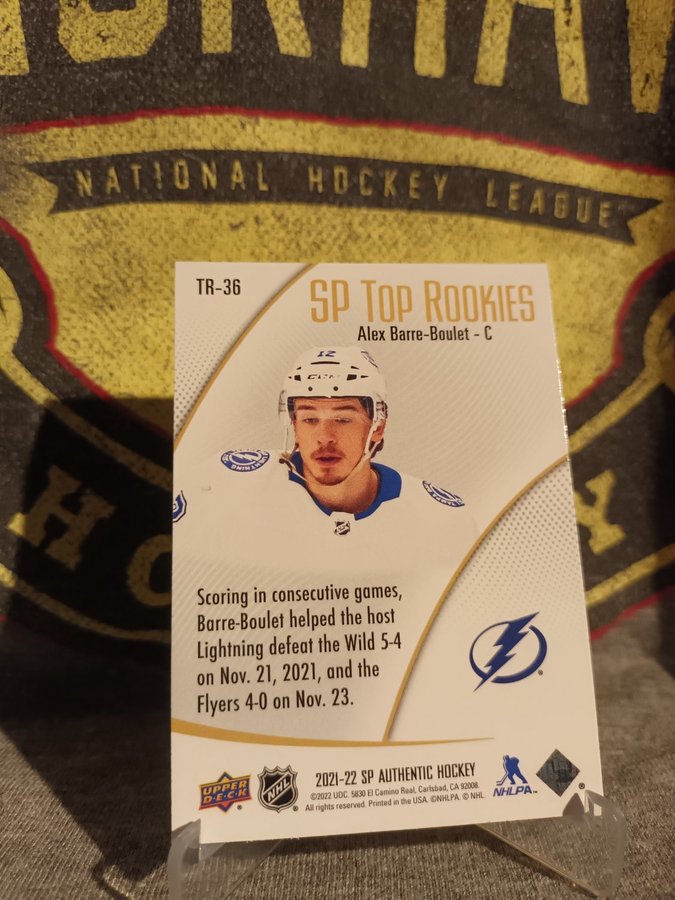 NATIONAL HOCKEY LEAGUE
TR-36
SP TOP ROOKIES
Alex Barre-Boulet - C
12
CCM
LIGHTNING
Scoring in consecutive games,
Barre-Boulet helped the host
Lightning defeat the Wild 5-4
on Nov. 21, 2021, and the
Flyers 4-0 on Nov. 23.
2021-22 SP AUTHENTIC HOCKEY
©2022 UDC. 5830 El Camino Real, Carlsbad, CA 92008.
All rights reserved. Printed in the USA. ©NHLPA. © NHL.
UPPER
DECK
NHL
NHLPA